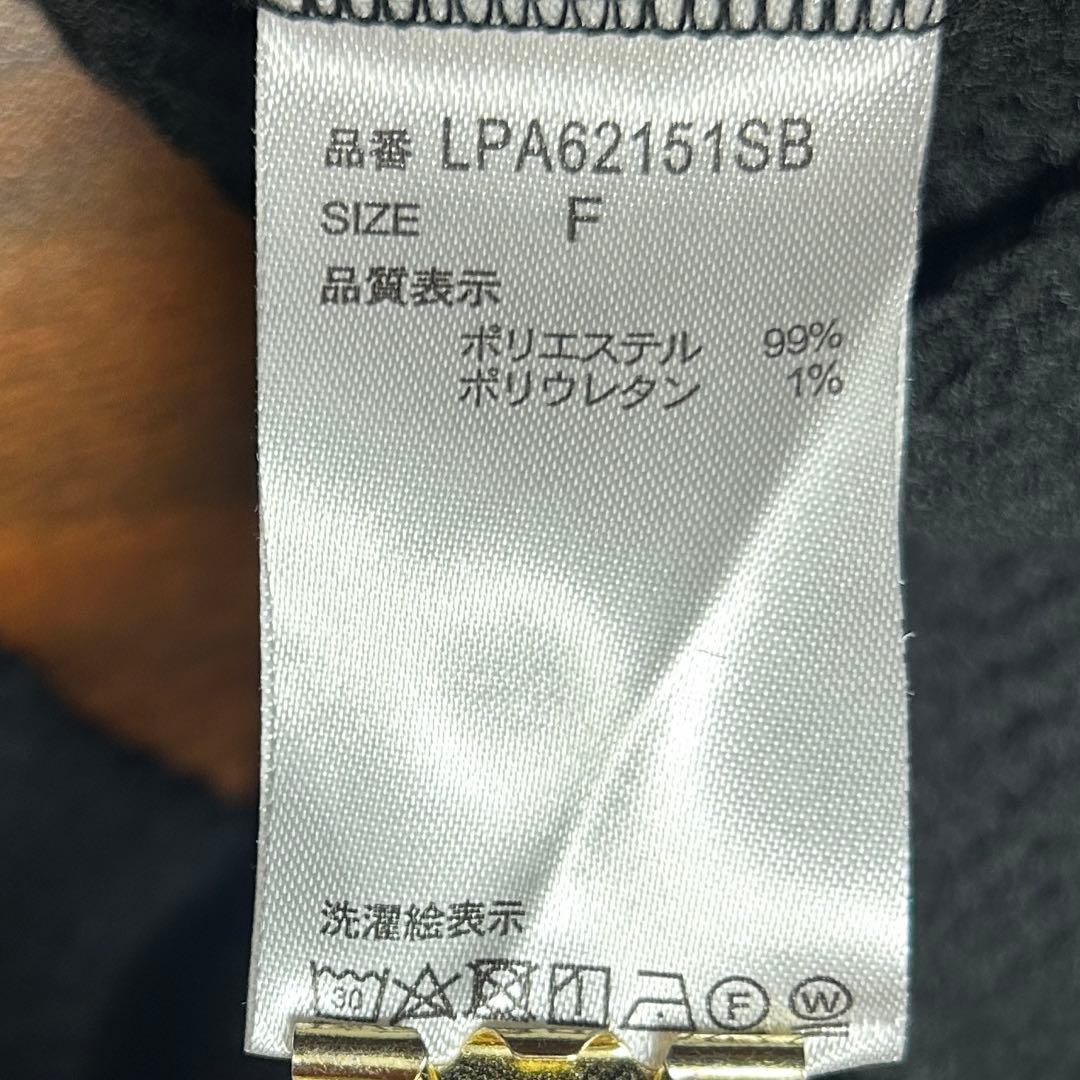 品番 LPA62151SB
SIZE F
品質表示
ポリエステル 99%
ポリウレタン 1%
洗濯絵表示
30 F W